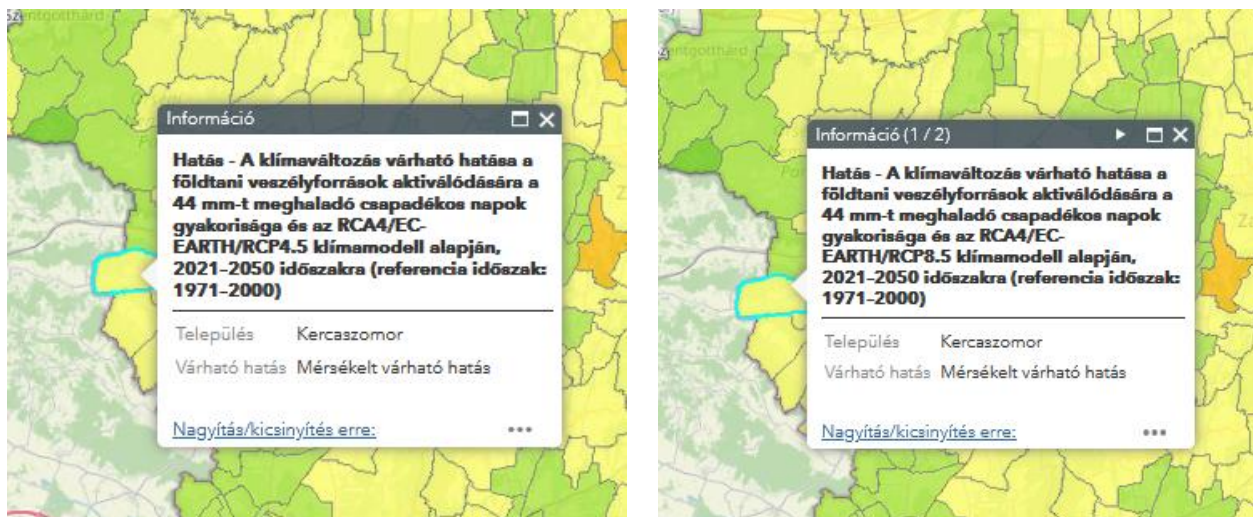 Szentgotthárd
Információ
Hatás - A klímaváltozás várható hatása a
földtani veszélyforrások aktiválódására a
44 mm-t meghaladó csapadékos napok
gyakorisága és az RCA4/EC-
EARTH/RCP4.5 klímamodell alapján,
2021-2050 időszakra (referencia időszak:
1971-2000)
Település Kercaszomor
Várható hatás Mérsékelt várható hatás
Nagyítás/kicsinyítés erre:
Információ (1 / 2)
Hatás - A klímaváltozás várható hatása a
földtani veszélyforrások aktiválódására a
44 mm-t meghaladó csapadékos napok
gyakorisága és az RCA4/EC-
EARTH/RCP8.5 klímamodell alapján,
2021-2050 időszakra (referencia időszak:
1971-2000)
Település Kercaszomor
Várható hatás Mérsékelt várható hatás
Nagyítás/kicsinyítés erre: